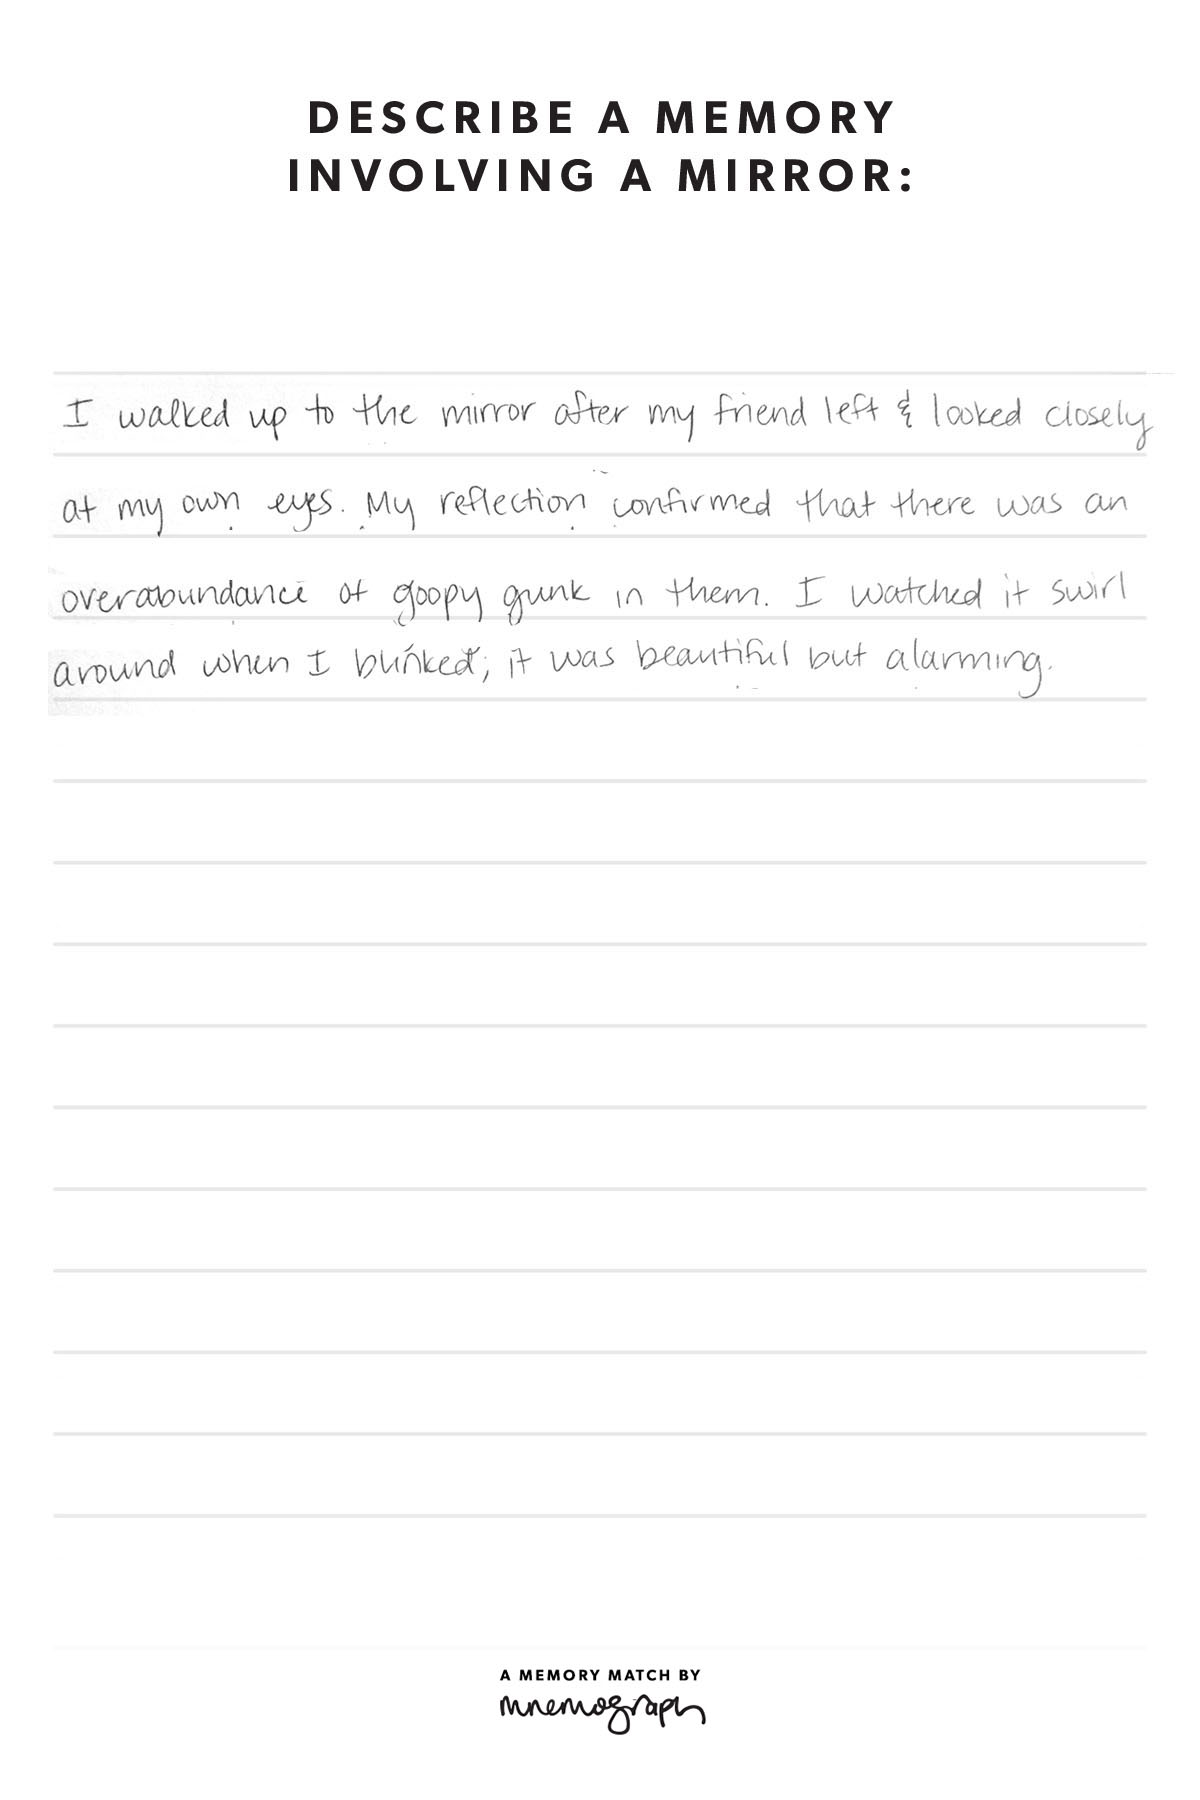 DESCRIBE A MEMORY
INVOLVING A MIRROR:
I walked up to the mirror after my friend left & looked closely
at my own eyes. My reflection confirmed that there was an
overabundance of goopy gunk in them. I watched it swirl
around when I blinked; it was beautiful but alarming.
A MEMORY MATCH BY
mnemograph